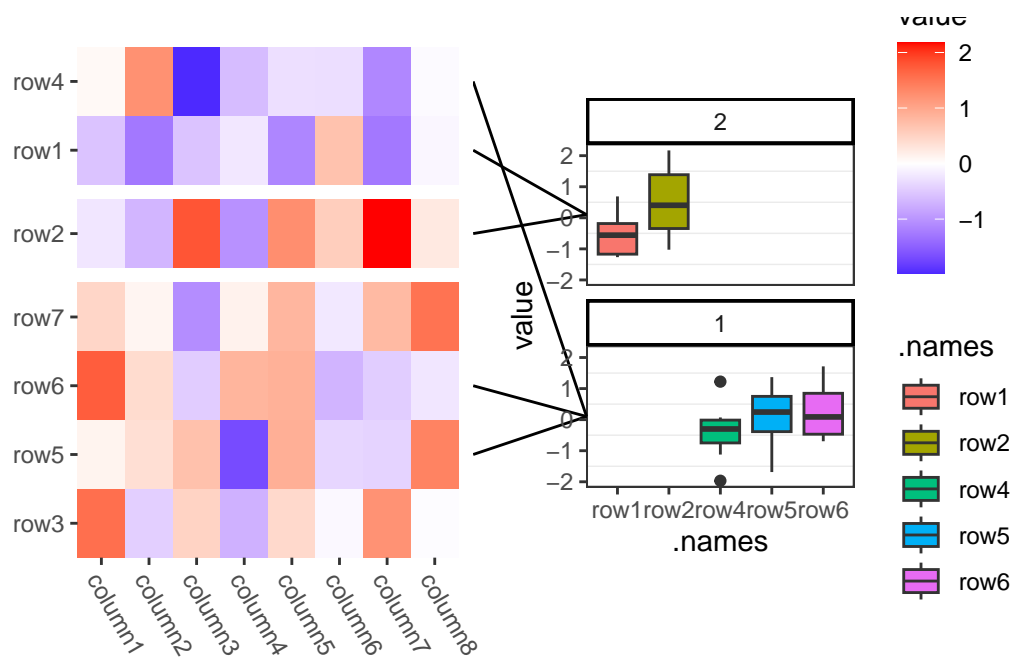 value
2
1
0
−1
row4
row1
row2
row7
row6
row5
row3
column1
column2
column3
column4
column5
column6
column7
column8
value
2
2
1
0
−1
−2
1
2
1
0
−1
−2
row1 row2 row4 row5 row6
.names
.names
row1
row2
row4
row5
row6